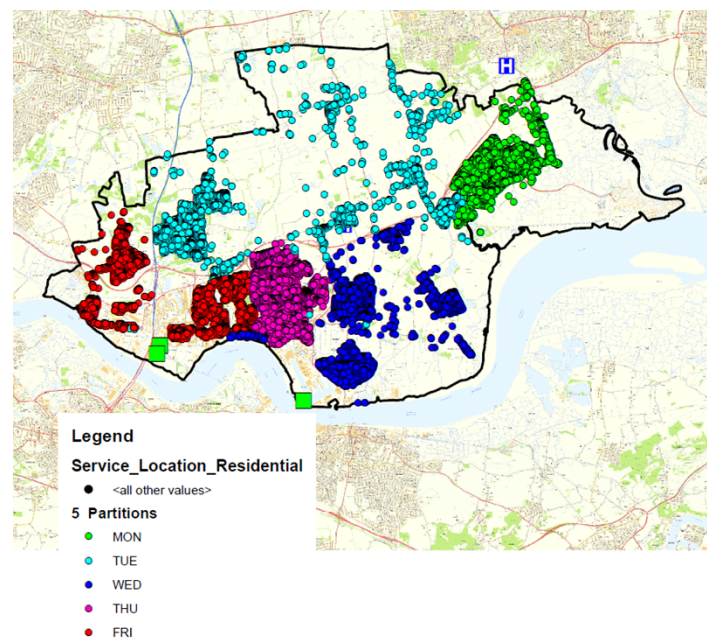 H
Legend
Service_Location_Residential
<all other values>
5 Partitions
MON
TUE
WED
THU
FRI